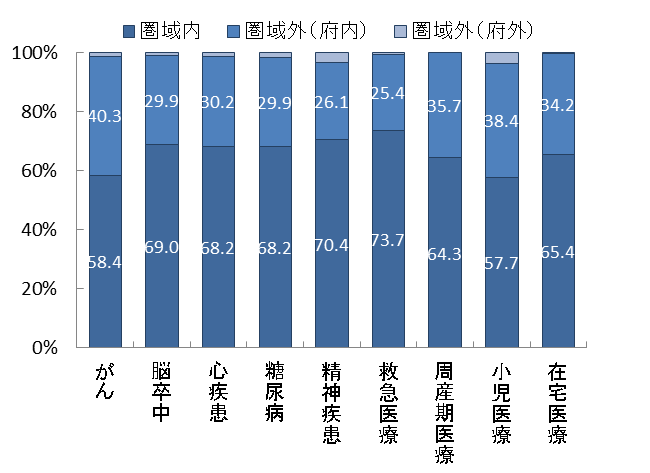 圏域内 圏域外（府内） 圏域外（府外）
100%
80%
60%
40%
20%
0%
40.3 29.9 30.2 29.9 26.1 25.4 35.7 38.4 34.2
58.4 69.0 68.2 68.2 70.4 73.7 64.3 57.7 65.4
がん
脳卒中
心疾患
糖尿病
精神疾患
救急医療
周産期医療
小児医療
在宅医療